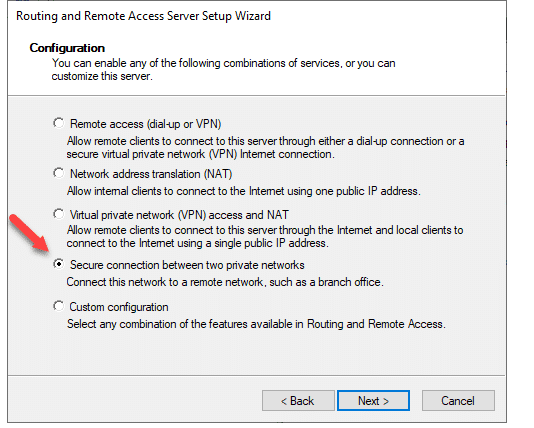 Routing and Remote Access Server Setup Wizard
Configuration
You can enable any of the following combinations of services, or you can
customize this server.
Remote access (dial-up or VPN)
Allow remote clients to connect to this server through either a dial-up connection or a
secure virtual private network (VPN) Internet connection.
Network address translation (NAT)
Allow internal clients to connect to the Internet using one public IP address.
Virtual private network (VPN) access and NAT
Allow remote clients to connect to this server through the Internet and local clients to
connect to the Internet using a single public IP address.
Secure connection between two private networks
Connect this network to a remote network, such as a branch office.
Custom configuration
Select any combination of the features available in Routing and Remote Access.
< Back Next > Cancel